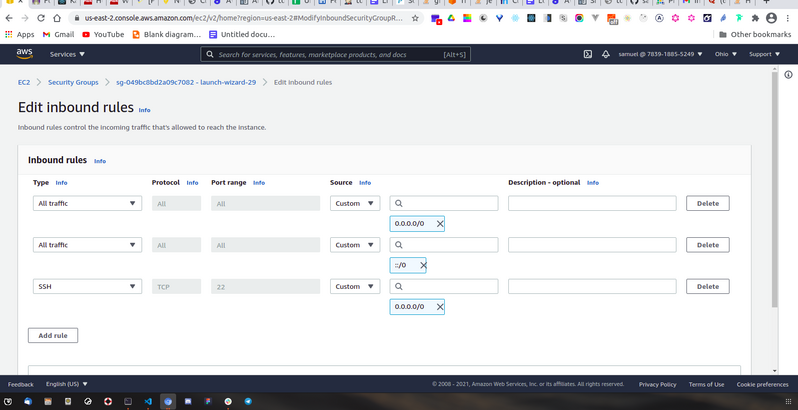 us-east-2.console.aws.amazon.com/ec2/v2/home?region=us-east-2#ModifyInboundSecurityGroupR...
Apps
Gmail
YouTube
Blank diagram...
Untitled docu...
Other bookmarks
aws
Services
Search for services, features, marketplace products, and docs
[Alt+S]
samuel @ 7839-1885-5249
Ohio
Support
EC2
Security Groups
sg-049bc8bd2a09c7082 - launch-wizard-29
Edit inbound rules
Edit inbound rules Info
Inbound rules control the incoming traffic that's allowed to reach the instance.
Inbound rules Info
Type Info
Protocol Info
Port range Info
Source Info
Description - optional Info
All traffic
All
All
Custom
Delete
0.0.0.0/0
All traffic
All
All
Custom
Delete
::/0
SSH
TCP
22
Custom
Delete
0.0.0.0/0
Add rule
Feedback
English (US)
© 2008 - 2021, Amazon Web Services, Inc. or its affiliates. All rights reserved.
Privacy Policy
Terms of Use
Cookie preferences